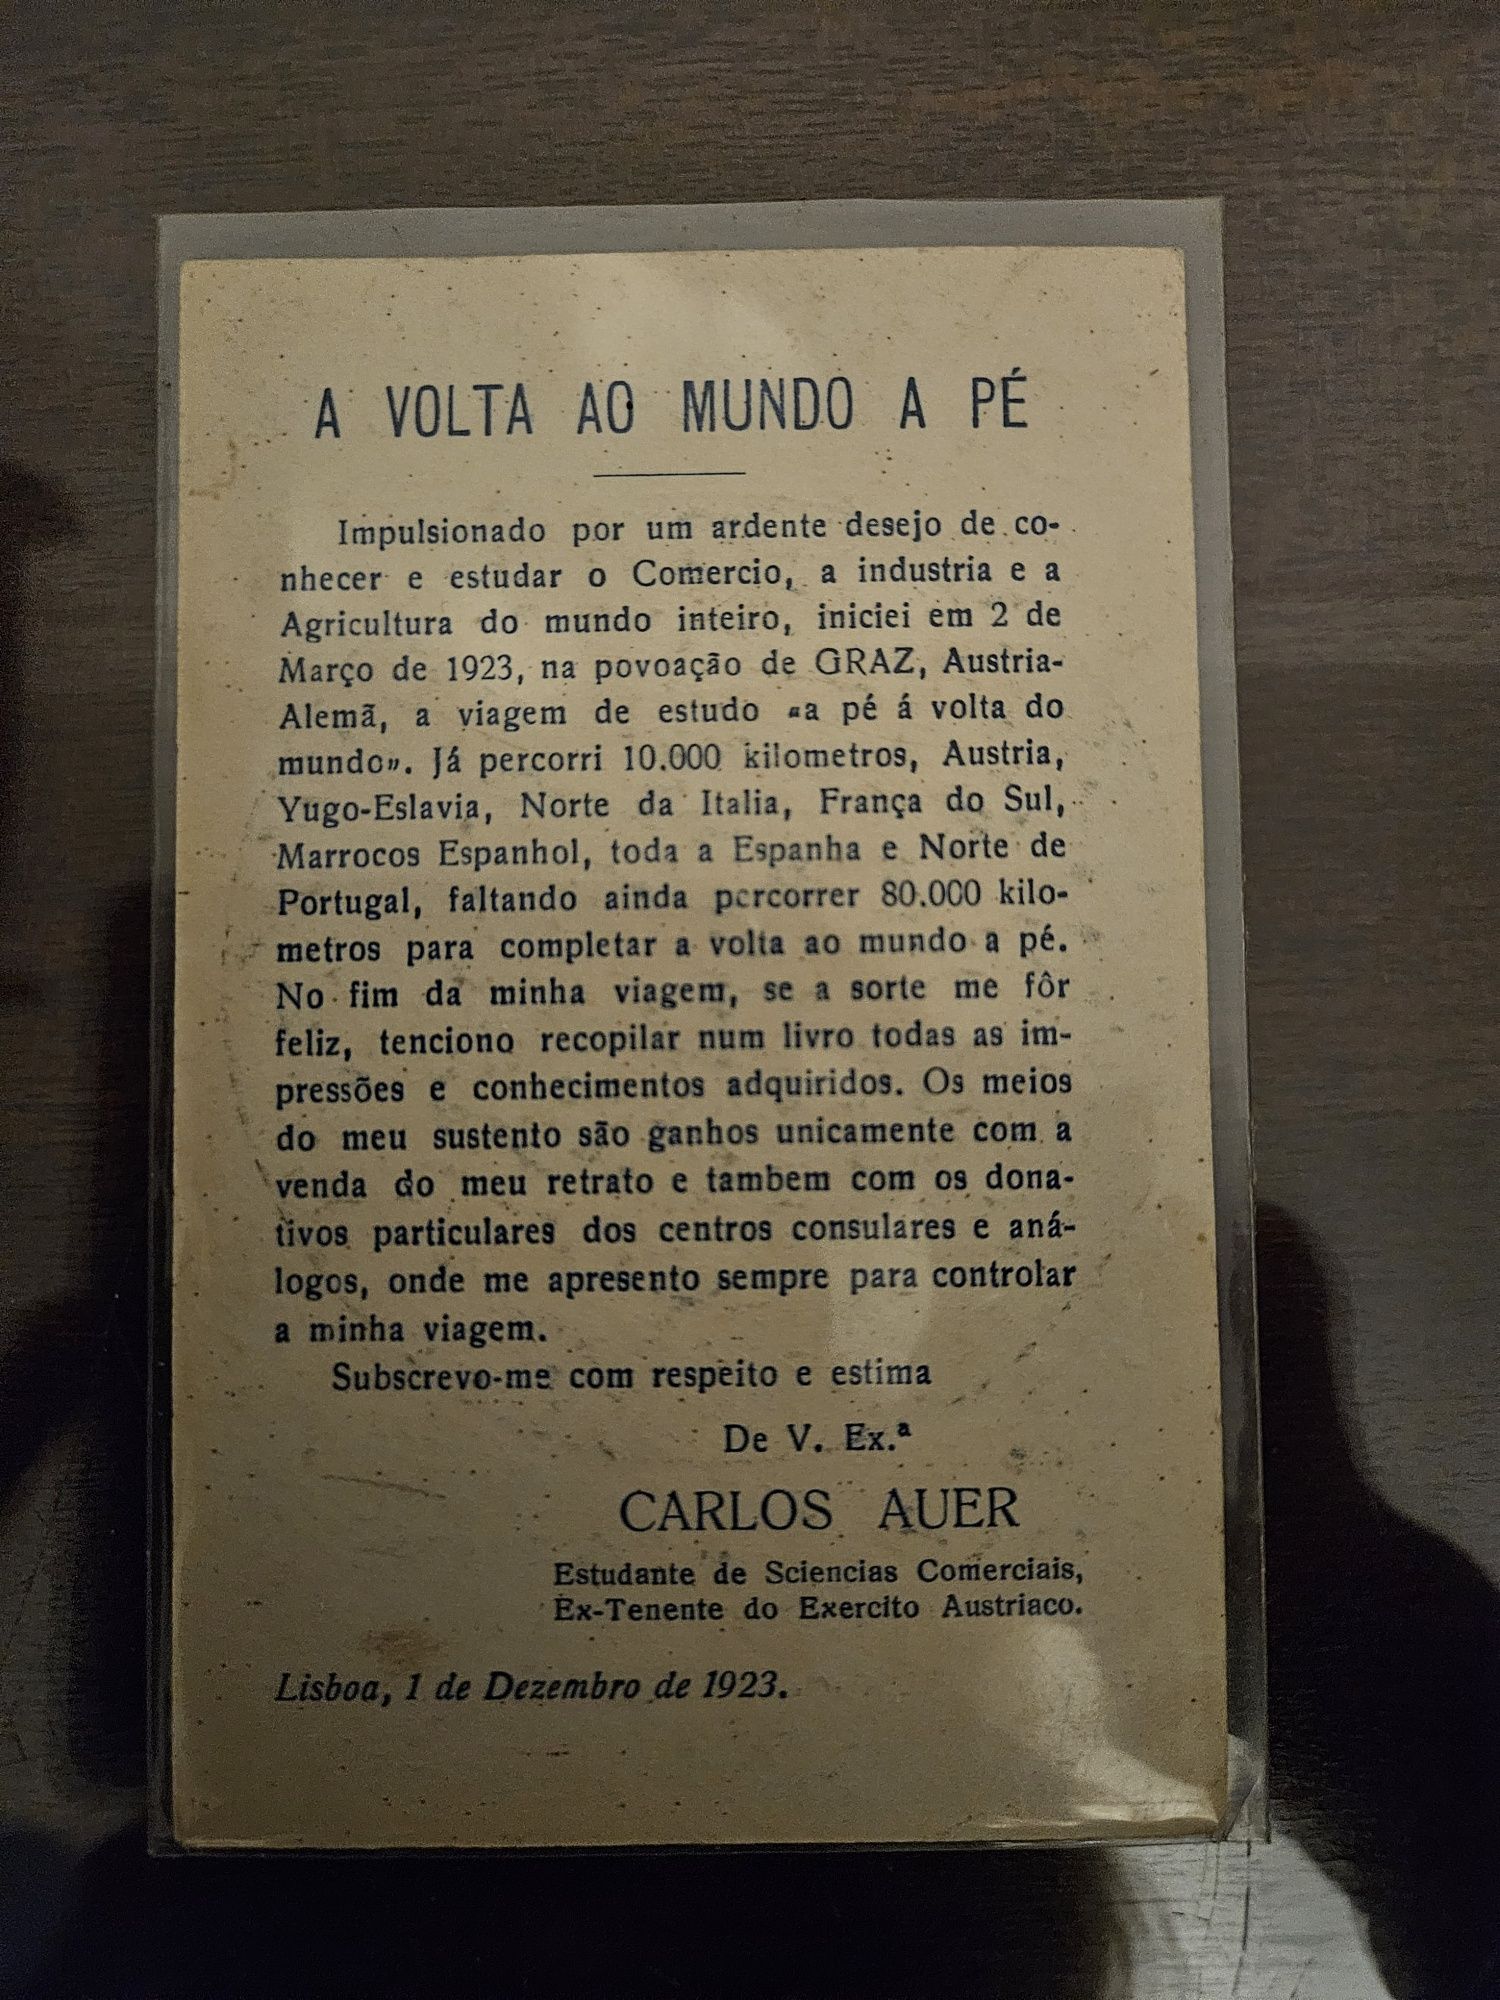 A VOLTA AO MUNDO A PÉ
Impulsionado por um ardente desejo de co-
nhecer e estudar o Comercio, a industria e a
Agricultura do mundo inteiro, iniciei em 2 de
Março de 1923, na povoação de GRAZ, Austria-
Alemã, a viagem de estudo «a pé á volta do
mundo». Já percorri 10.000 kilometros, Austria,
Yugo-Eslavia, Norte da Italia, França do Sul,
Marrocos Espanhol, toda a Espanha e Norte de
Portugal, faltando ainda percorrer 80.000 kilo-
metros para completar a volta ao mundo a pé.
No fim da minha viagem, se a sorte me fôr
feliz, tenciono recopilar num livro todas as im-
pressões e conhecimentos adquiridos. Os meios
do meu sustento são ganhos unicamente com a
venda do meu retrato e tambem com os dona-
tivos particulares dos centros consulares e aná-
logos, onde me apresento sempre para controlar
a minha viagem.
Subscrevo-me com respeito e estima
De V. Ex.ª
CARLOS AUER
Estudante de Sciencias Comerciais,
Ex-Tenente do Exercito Austriaco.
Lisboa, 1 de Dezembro de 1923.